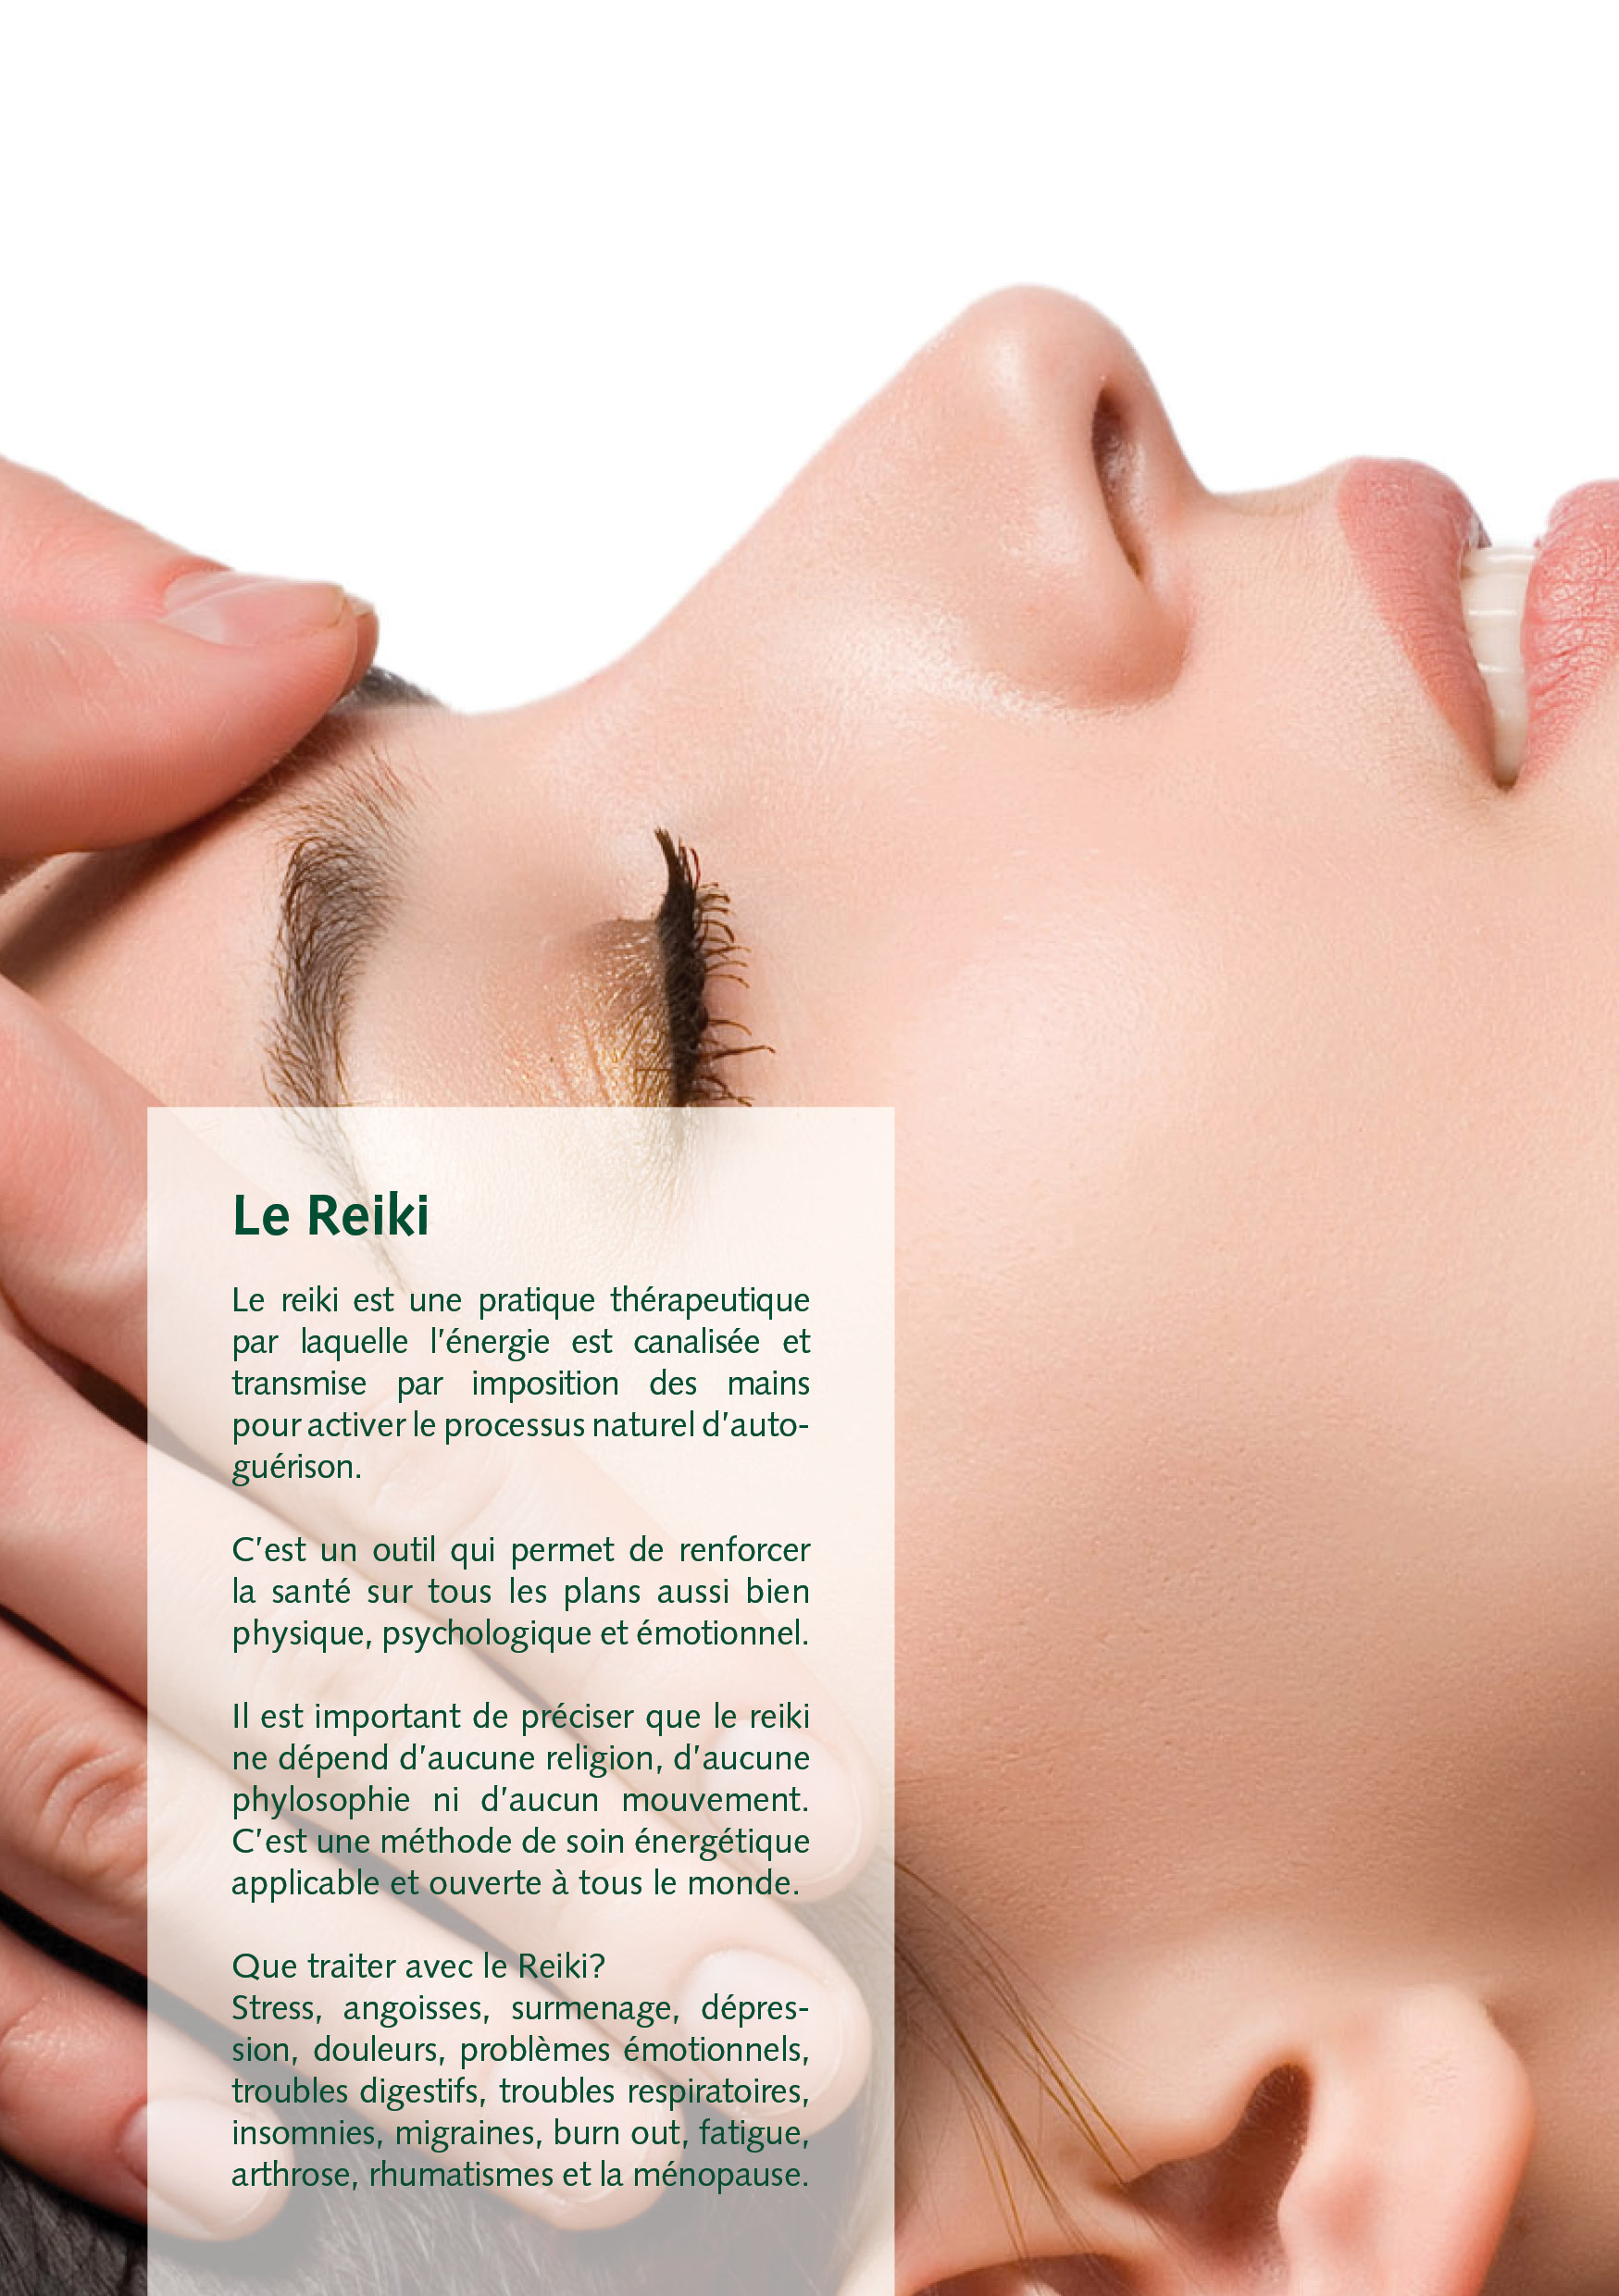 Le Reiki
Le reiki est une pratique thérapeutique
par laquelle l’énergie est canalisée et
transmise par imposition des mains
pour activer le processus naturel d’auto-
guérison.
C’est un outil qui permet de renforcer
la santé sur tous les plans aussi bien
physique, psychologique et émotionnel.
Il est important de préciser que le reiki
ne dépend d’aucune religion, d’aucune
phylosophie ni d’aucun mouvement.
C’est une méthode de soin énergétique
applicable et ouverte à tous le monde.
Que traiter avec le Reiki?
Stress, angoisses, surmenage, dépres-
sion, douleurs, problèmes émotionnels,
troubles digestifs, troubles respiratoires,
insomnies, migraines, burn out, fatigue,
arthrose, rhumatismes et la ménopause.